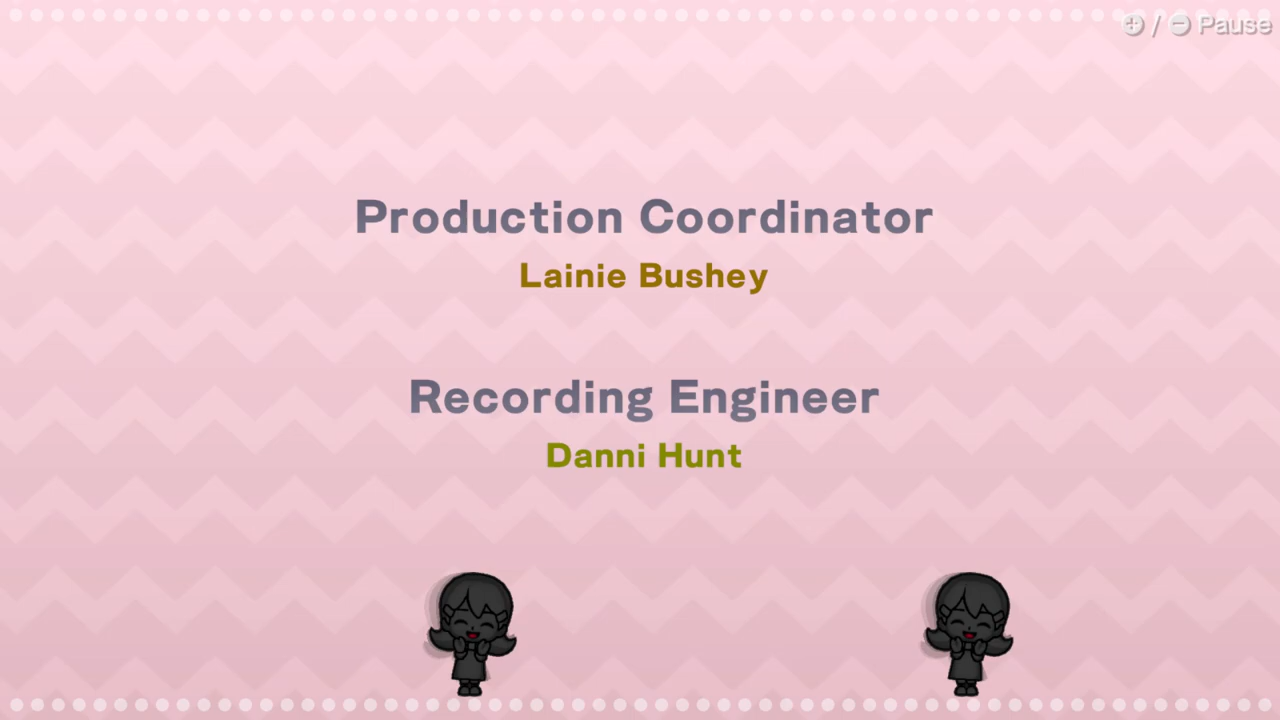 + / - Pause
Production Coordinator
Lainie Bushey
Recording Engineer
Danni Hunt